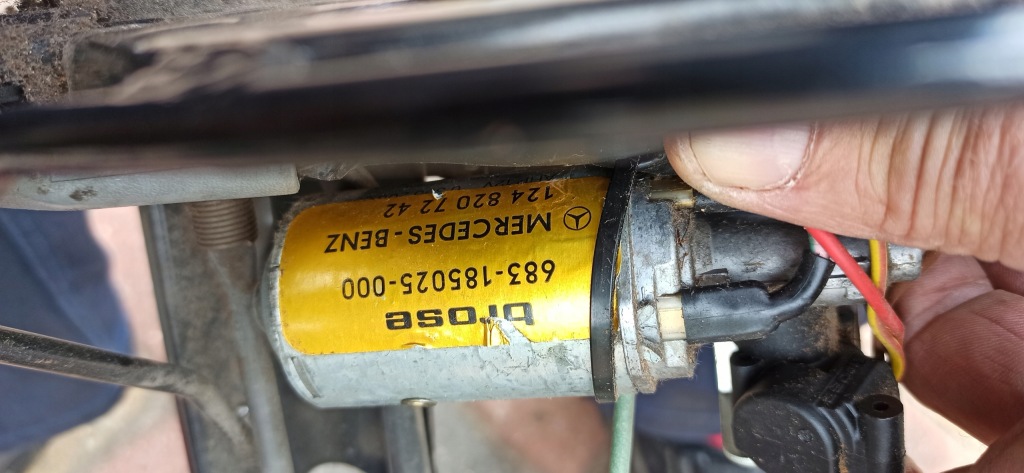 brose
683-185025-000
MERCEDES-BENZ
124 820 72 42